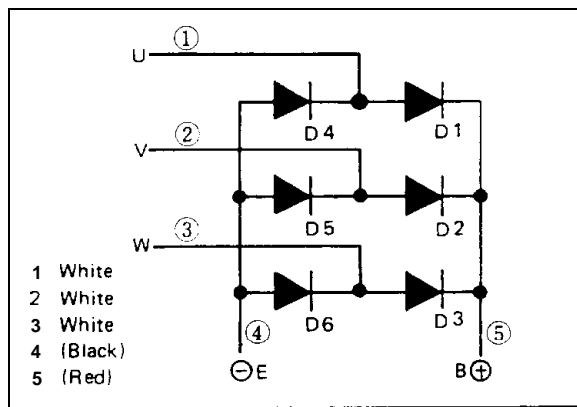 ① U
D4 D1
② V
D5 D2
③ W
D6 D3
1 White
2 White
3 White
4 (Black)
5 (Red)
④ ⑤
⊖E B⊕